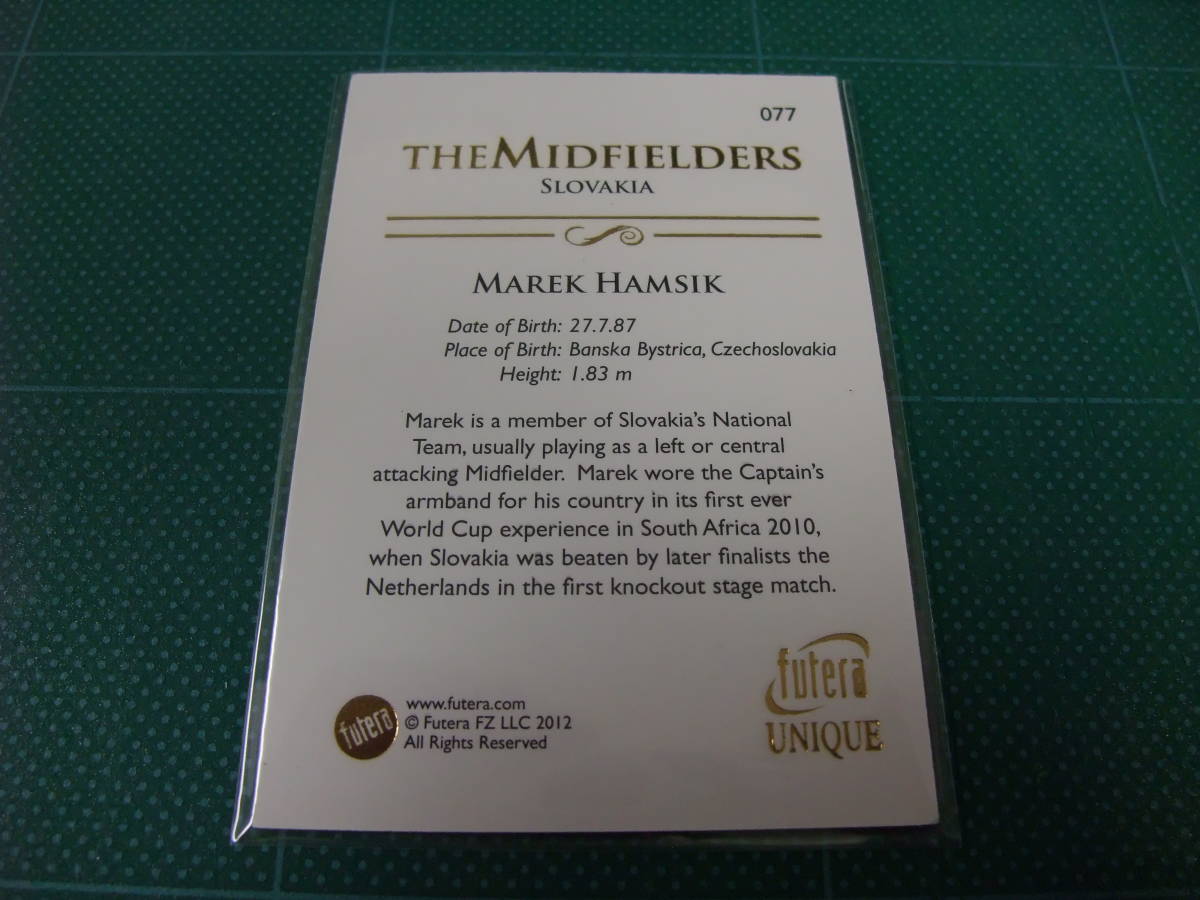 077
THE MIDFIELDERS
SLOVAKIA
MAREK HAMSIK
Date of Birth: 27.7.87
Place of Birth: Banska Bystrica, Czechoslovakia
Height: 1.83 m
Marek is a member of Slovakia's National
Team, usually playing as a left or central
attacking Midfielder. Marek wore the Captain's
armband for his country in its first ever
World Cup experience in South Africa 2010,
when Slovakia was beaten by later finalists the
Netherlands in the first knockout stage match.
futera
www.futera.com
© Futera FZ LLC 2012
All Rights Reserved
futera
UNIQUE